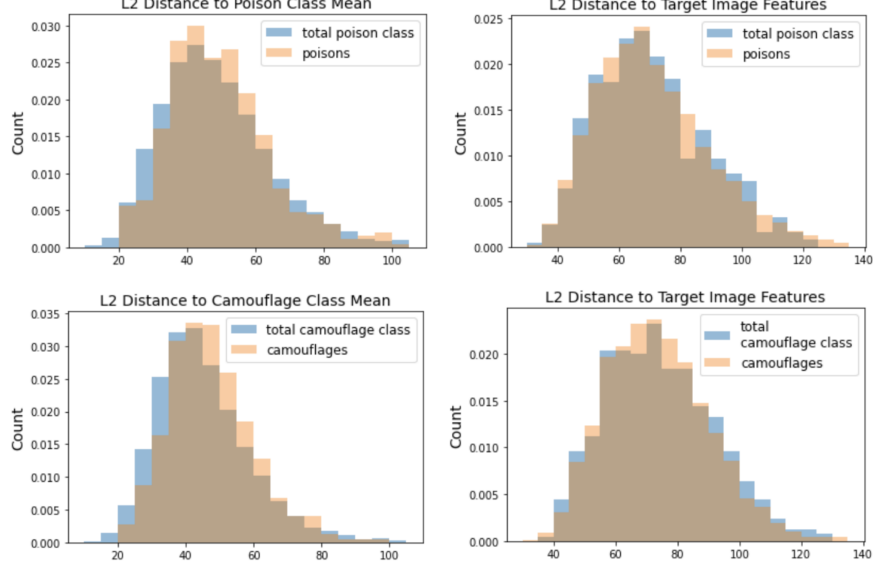 L2 Distance to Poison Class Mean
0.030
0.025
0.020
0.015
0.010
0.005
0.000
Count
total poison class
poisons
20 40 60 80 100
L2 Distance to Target Image Features
0.025
0.020
0.015
0.010
0.005
0.000
Count
total poison class
poisons
40 60 80 100 120 140
L2 Distance to Camouflage Class Mean
0.035
0.030
0.025
0.020
0.015
0.010
0.005
0.000
Count
total camouflage class
camouflages
20 40 60 80 100
L2 Distance to Target Image Features
0.020
0.015
0.010
0.005
0.000
Count
total
camouflage class
camouflages
40 60 80 100 120 140